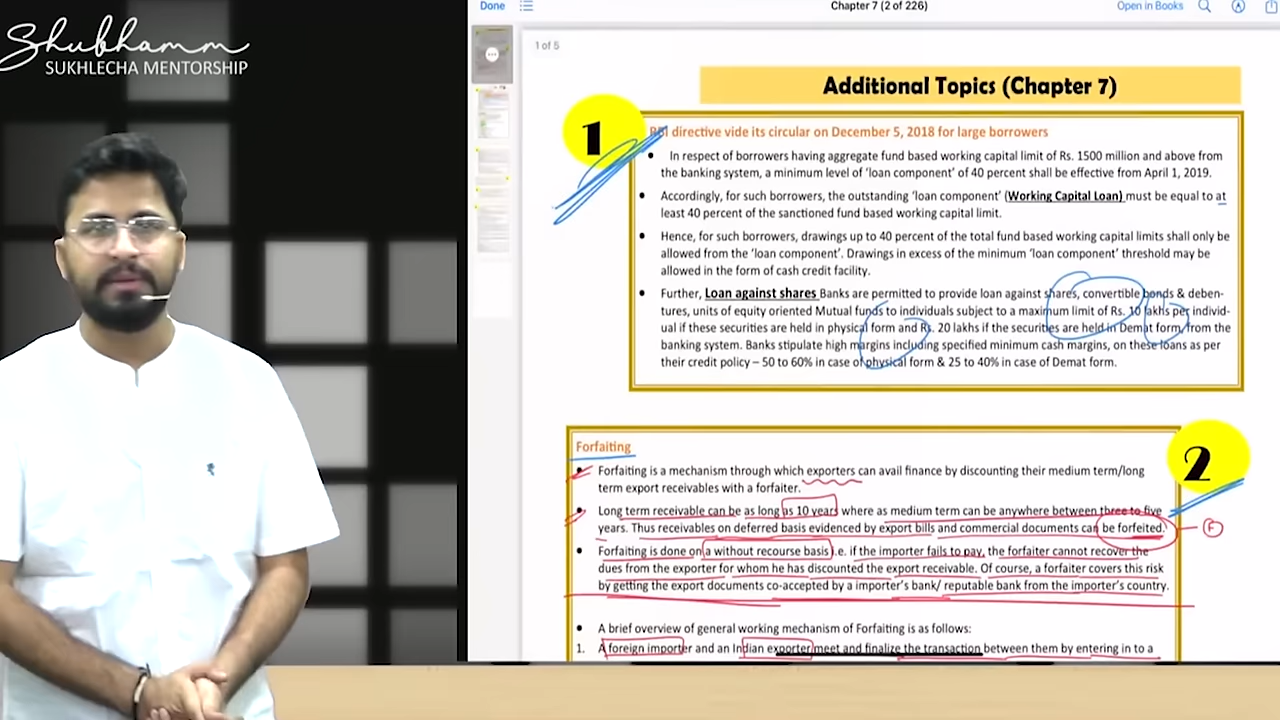 Shubhamm
SUKHLECHA MENTORSHIP
Done
Chapter 7 (2 of 226)
Open in Books
1 of 5
Additional Topics (Chapter 7)
1
RBI directive vide its circular on December 5, 2018 for large borrowers
• In respect of borrowers having aggregate fund based working capital limit of Rs. 1500 million and above from
the banking system, a minimum level of 'loan component' of 40 percent shall be effective from April 1, 2019.
• Accordingly, for such borrowers, the outstanding 'loan component' (Working Capital Loan) must be equal to at
least 40 percent of the sanctioned fund based working capital limit.
• Hence, for such borrowers, drawings up to 40 percent of the total fund based working capital limits shall only be
allowed from the 'loan component'. Drawings in excess of the minimum 'loan component' threshold may be
allowed in the form of cash credit facility.
• Further, Loan against shares Banks are permitted to provide loan against shares, convertible bonds & deben-
tures, units of equity oriented Mutual funds to individuals subject to a maximum limit of Rs. 10 lakhs per individ-
ual if these securities are held in physical form and Rs. 20 lakhs if the securities are held in Demat form, from the
banking system. Banks stipulate high margins including specified minimum cash margins, on these loans as per
their credit policy – 50 to 60% in case of physical form & 25 to 40% in case of Demat form.
2
Forfaiting
• Forfaiting is a mechanism through which exporters can avail finance by discounting their medium term/long
term export receivables with a forfaiter.
• Long term receivable can be as long as 10 years where as medium term can be anywhere between three to five
years. Thus receivables on deferred basis evidenced by export bills and commercial documents can be forfeited.
• Forfaiting is done on a without recourse basis i.e. if the importer fails to pay, the forfaiter cannot recover the
dues from the exporter for whom he has discounted the export receivable. Of course, a forfaiter covers this risk
by getting the export documents co-accepted by a importer's bank/ reputable bank from the importer's country.
• A brief overview of general working mechanism of Forfaiting is as follows:
1. A foreign importer and an Indian exporter meet and finalize the transaction between them by entering in to a